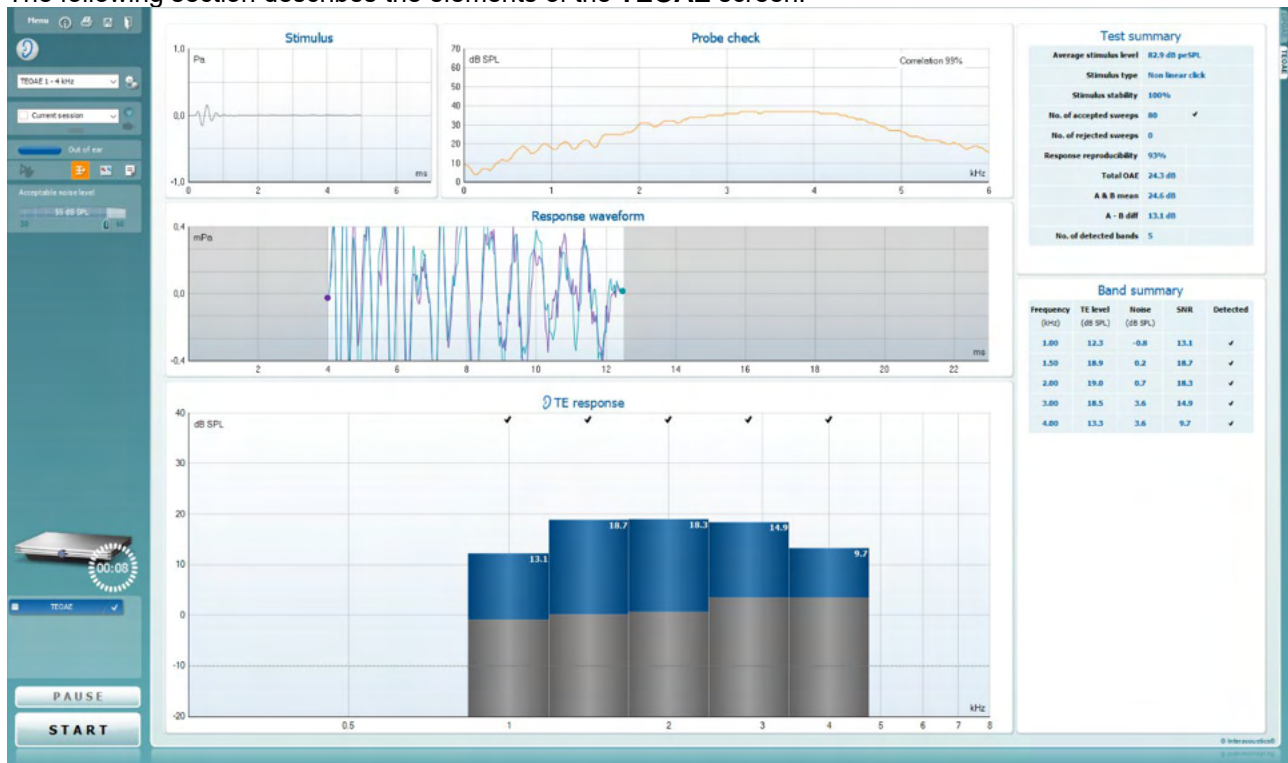 The following section describes the elements of the TEOAE screen.
Menu
TEOAE 1 - 4 kHz
Current session
Out of ear
Acceptable noise level
55 dB SPL
30 60
00:08
TEOAE
PAUSE
START
Stimulus
1,0
Pa
0,0
-1,0
ms
0 2 4 6
Probe check
70
dB SPL
Correlation 99%
60
50
40
30
20
10
0
kHz
0 1 2 3 4 5 6
Response waveform
0,4
mPa
0,0
-0,4
ms
2 4 6 8 10 12 14 16 18 20 22
TE response
40
dB SPL
30
20
10
0
-10
-20
13.1 18.7 18.3 14.9 9.7
kHz
0.5 1 2 3 4 5 6 7 8
Test summary
Average stimulus level 82.9 dB peSPL
Stimulus type Non linear click
Stimulus stability 100%
No. of accepted sweeps 80 ✓
No. of rejected sweeps 0
Response reproducibility 93%
Total OAE 24.3 dB
A & B mean 24.6 dB
A - B diff 13.1 dB
No. of detected bands 5
Band summary
Frequency TE level Noise SNR Detected
(kHz) (dB SPL) (dB SPL)
1.00 12.3 -0.8 13.1 ✓
1.50 18.9 0.2 18.7 ✓
2.00 19.0 0.7 18.3 ✓
3.00 18.5 3.6 14.9 ✓
4.00 13.3 3.6 9.7 ✓
TEOAE
© Interacoustics®